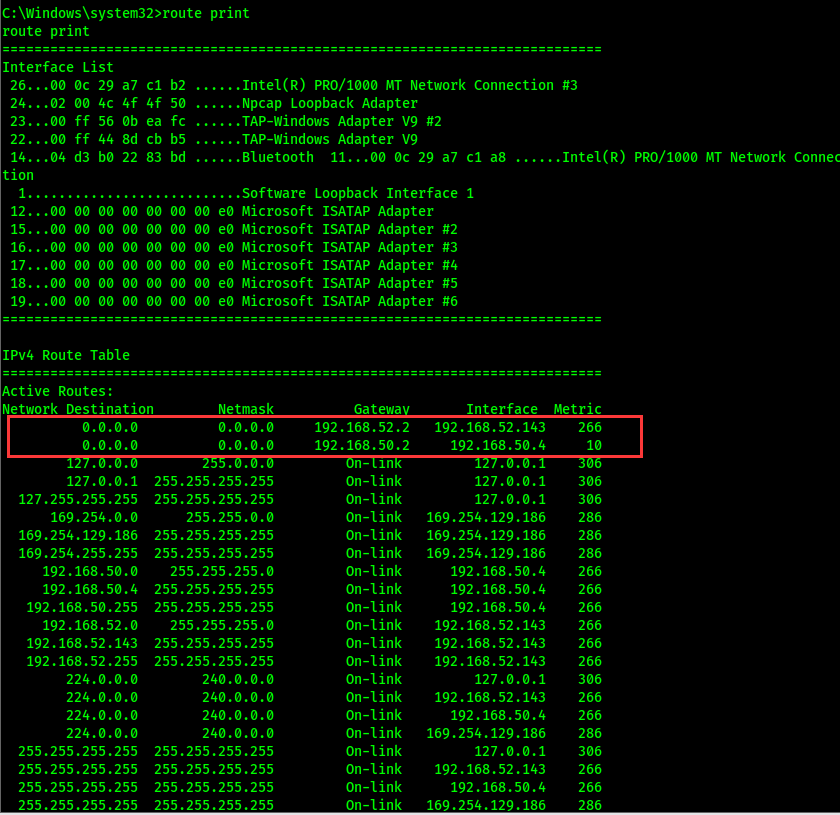 C:\Windows\system32>route print
route print
===========================================================================
Interface List
 26...00 0c 29 a7 c1 b2 ......Intel(R) PRO/1000 MT Network Connection #3
 24...02 00 4c 4f 4f 50 ......Npcap Loopback Adapter
 23...00 ff 56 0b ea fc ......TAP-Windows Adapter V9 #2
 22...00 ff 44 8d cb b5 ......TAP-Windows Adapter V9
 14...04 d3 b0 22 83 bd ......Bluetooth  11...00 0c 29 a7 c1 a8 ......Intel(R) PRO/1000 MT Network Connec
tion
  1...........................Software Loopback Interface 1
 12...00 00 00 00 00 00 00 e0 Microsoft ISATAP Adapter
 15...00 00 00 00 00 00 00 e0 Microsoft ISATAP Adapter #2
 16...00 00 00 00 00 00 00 e0 Microsoft ISATAP Adapter #3
 17...00 00 00 00 00 00 00 e0 Microsoft ISATAP Adapter #4
 18...00 00 00 00 00 00 00 e0 Microsoft ISATAP Adapter #5
 19...00 00 00 00 00 00 00 e0 Microsoft ISATAP Adapter #6
===========================================================================
IPv4 Route Table
===========================================================================
Active Routes:
Network Destination        Netmask          Gateway       Interface  Metric
          0.0.0.0          0.0.0.0     192.168.52.2   192.168.52.143    266
          0.0.0.0          0.0.0.0     192.168.50.2     192.168.50.4     10
        127.0.0.0        255.0.0.0         On-link         127.0.0.1    306
        127.0.0.1  255.255.255.255         On-link         127.0.0.1    306
  127.255.255.255  255.255.255.255         On-link         127.0.0.1    306
      169.254.0.0      255.255.0.0         On-link   169.254.129.186    286
  169.254.129.186  255.255.255.255         On-link   169.254.129.186    286
  169.254.255.255  255.255.255.255         On-link   169.254.129.186    286
     192.168.50.0    255.255.255.0         On-link      192.168.50.4    266
     192.168.50.4  255.255.255.255         On-link      192.168.50.4    266
   192.168.50.255  255.255.255.255         On-link      192.168.50.4    266
     192.168.52.0    255.255.255.0         On-link    192.168.52.143    266
   192.168.52.143  255.255.255.255         On-link    192.168.52.143    266
   192.168.52.255  255.255.255.255         On-link    192.168.52.143    266
        224.0.0.0        240.0.0.0         On-link         127.0.0.1    306
        224.0.0.0        240.0.0.0         On-link    192.168.52.143    266
        224.0.0.0        240.0.0.0         On-link      192.168.50.4    266
        224.0.0.0        240.0.0.0         On-link   169.254.129.186    286
  255.255.255.255  255.255.255.255         On-link         127.0.0.1    306
  255.255.255.255  255.255.255.255         On-link    192.168.52.143    266
  255.255.255.255  255.255.255.255         On-link      192.168.50.4    266
  255.255.255.255  255.255.255.255         On-link   169.254.129.186    286